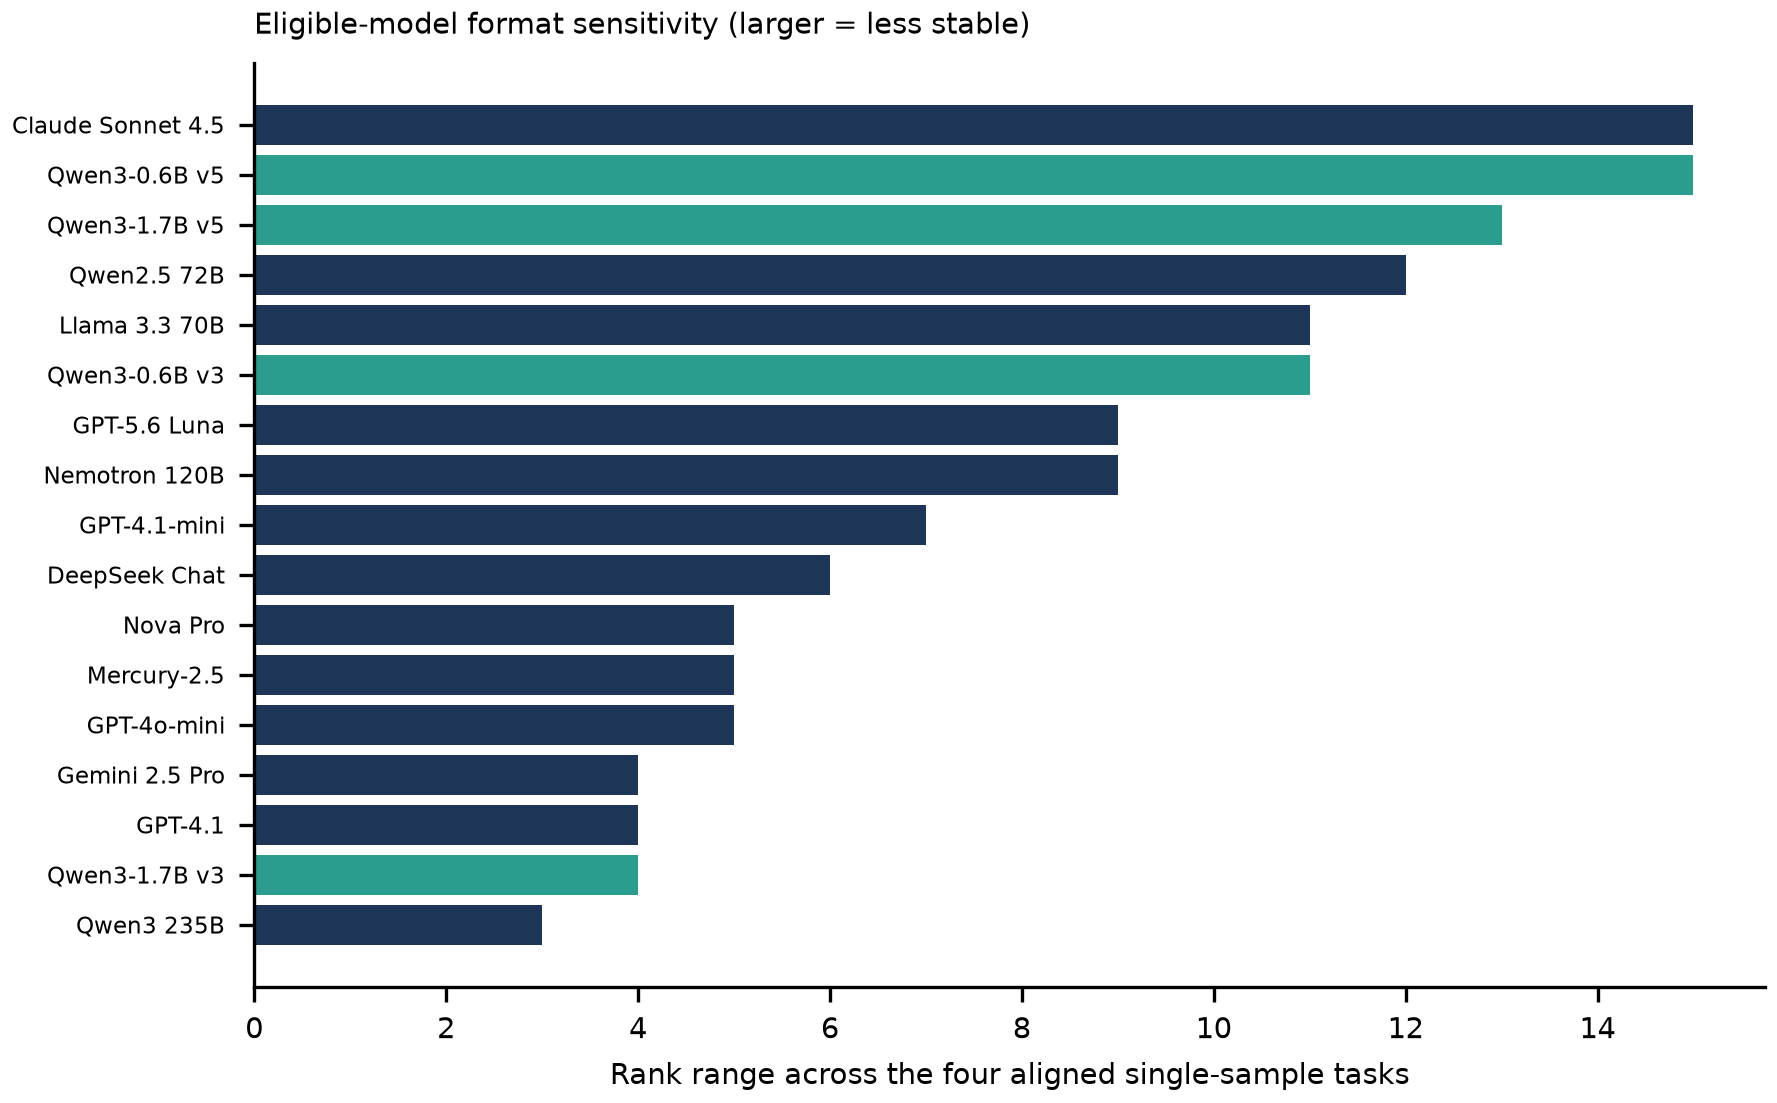 Eligible-model format sensitivity (larger = less stable)
Claude Sonnet 4.5
Qwen3-0.6B v5
Qwen3-1.7B v5
Qwen2.5 72B
Llama 3.3 70B
Qwen3-0.6B v3
GPT-5.6 Luna
Nemotron 120B
GPT-4.1-mini
DeepSeek Chat
Nova Pro
Mercury-2.5
GPT-4o-mini
Gemini 2.5 Pro
GPT-4.1
Qwen3-1.7B v3
Qwen3 235B
0 2 4 6 8 10 12 14
Rank range across the four aligned single-sample tasks